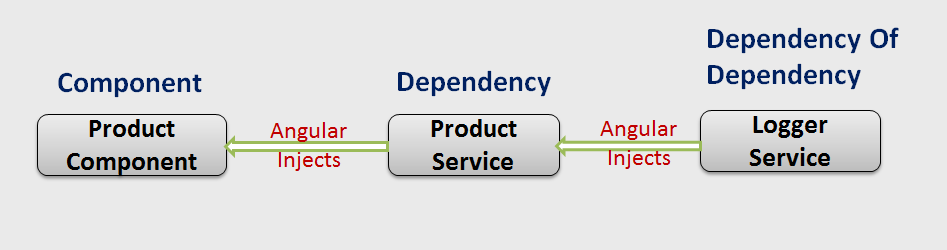 Component
Dependency
Dependency Of
Dependency
Product
Component
Angular
Injects
Product
Service
Angular
Injects
Logger
Service